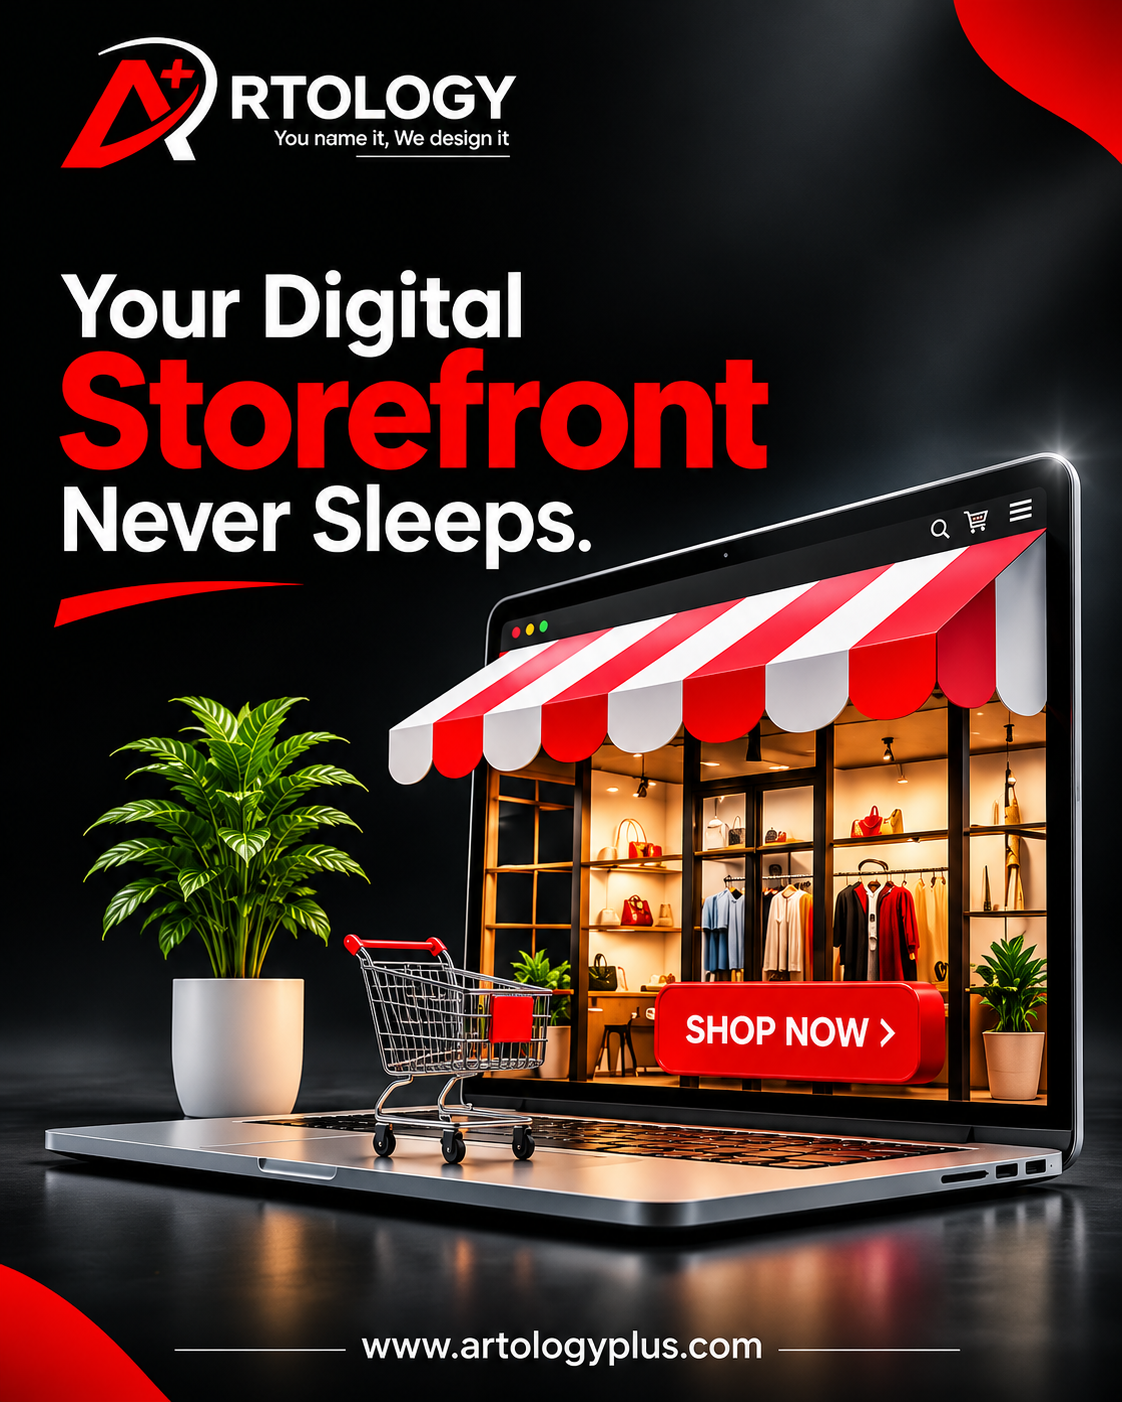 A+ RTOLOGY
You name it, We design it
Your Digital
Storefront
Never Sleeps.
SHOP NOW >
www.artologyplus.com